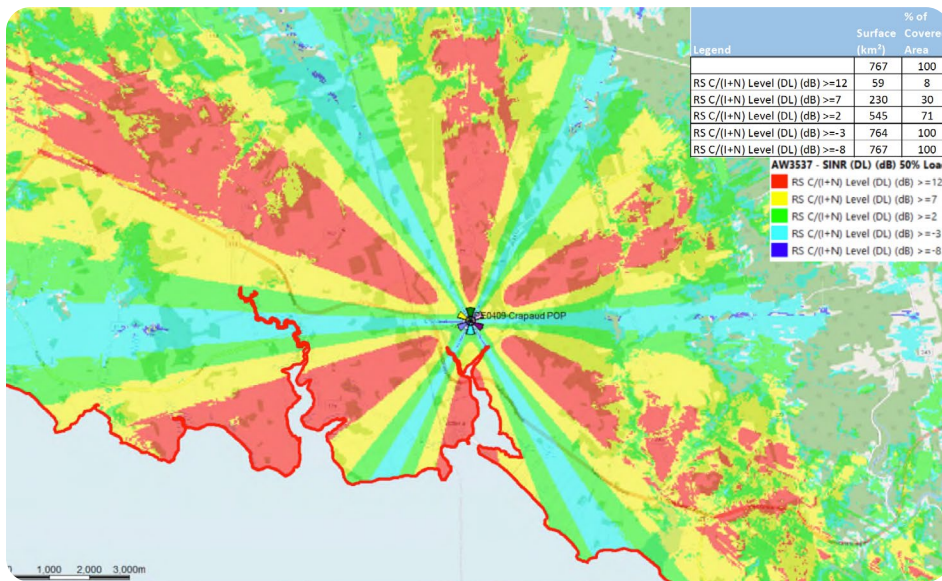 % of
Surface Covere
Legend (km²) Area
767 100
RS C/(I+N) Level (DL) (dB) >=12 59 8
RS C/(I+N) Level (DL) (dB) >=7 230 30
RS C/(I+N) Level (DL) (dB) >=2 545 71
RS C/(I+N) Level (DL) (dB) >=-3 764 100
RS C/(I+N) Level (DL) (dB) >=-8 767 100
AW3537 - SINR (DL) (dB) 50% Loa
RS C/(I+N) Level (DL) (dB) >=12
RS C/(I+N) Level (DL) (dB) >=7
RS C/(I+N) Level (DL) (dB) >=2
RS C/(I+N) Level (DL) (dB) >=-3
RS C/(I+N) Level (DL) (dB) >=-8
PE0409-Crapaud POP
0 1,000 2,000 3,000m